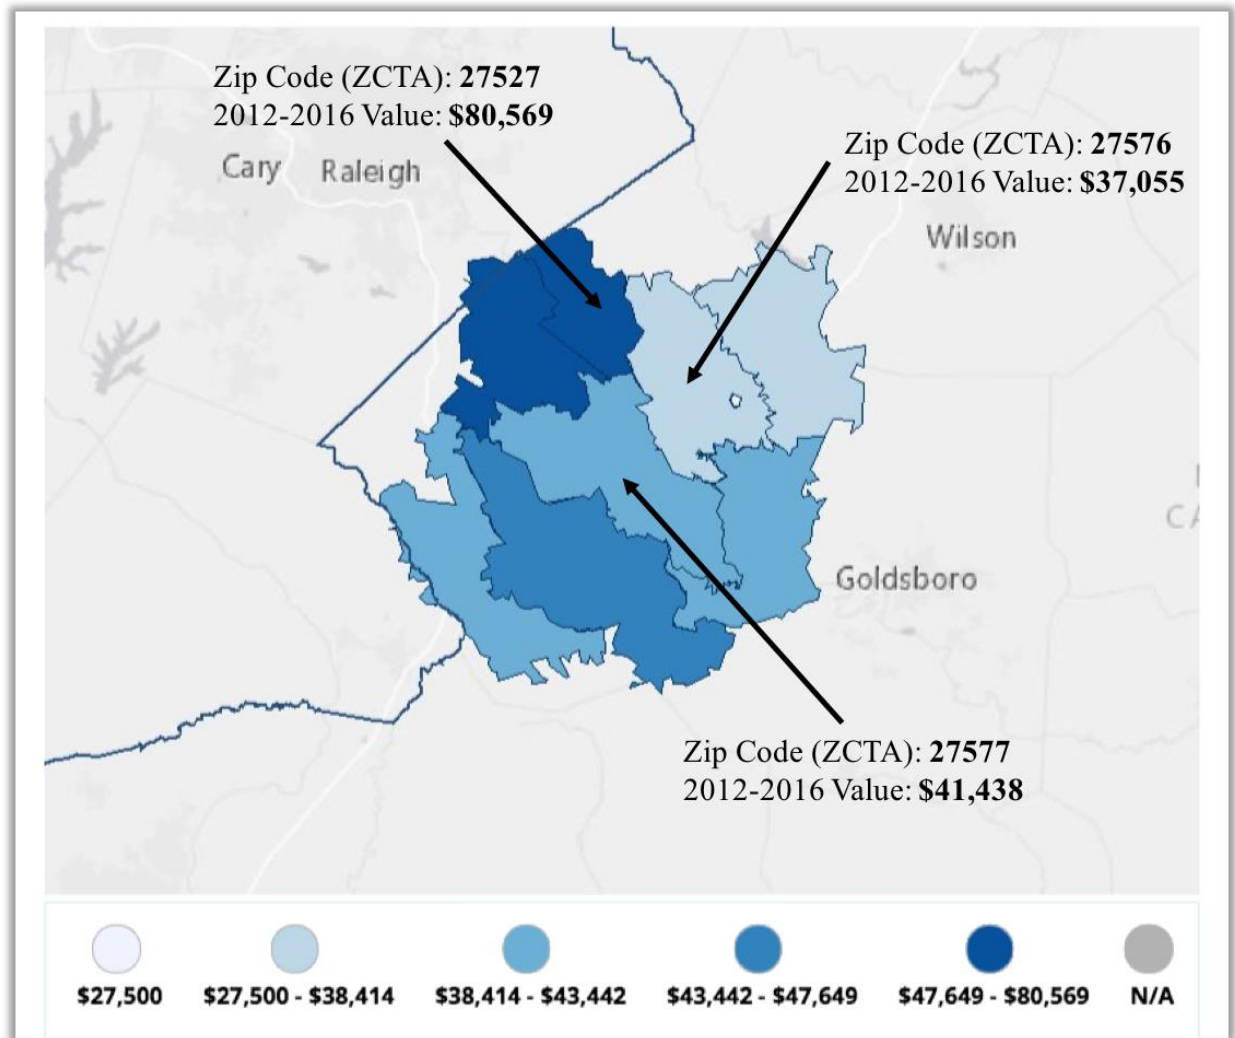 Zip Code (ZCTA): 27527
2012-2016 Value: $80,569
Zip Code (ZCTA): 27576
2012-2016 Value: $37,055
Cary
Raleigh
Wilson
Goldsboro
CA
Zip Code (ZCTA): 27577
2012-2016 Value: $41,438
$27,500
$27,500 - $38,414
$38,414 - $43,442
$43,442 - $47,649
$47,649 - $80,569
N/A